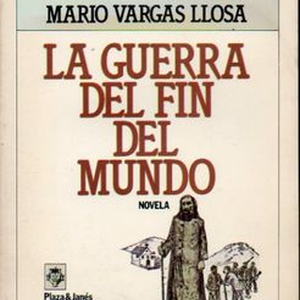 MARIO VARGAS LLOSA
LA GUERRA
DEL FIN
DEL
MUNDO
NOVELA
Plaza & Janés